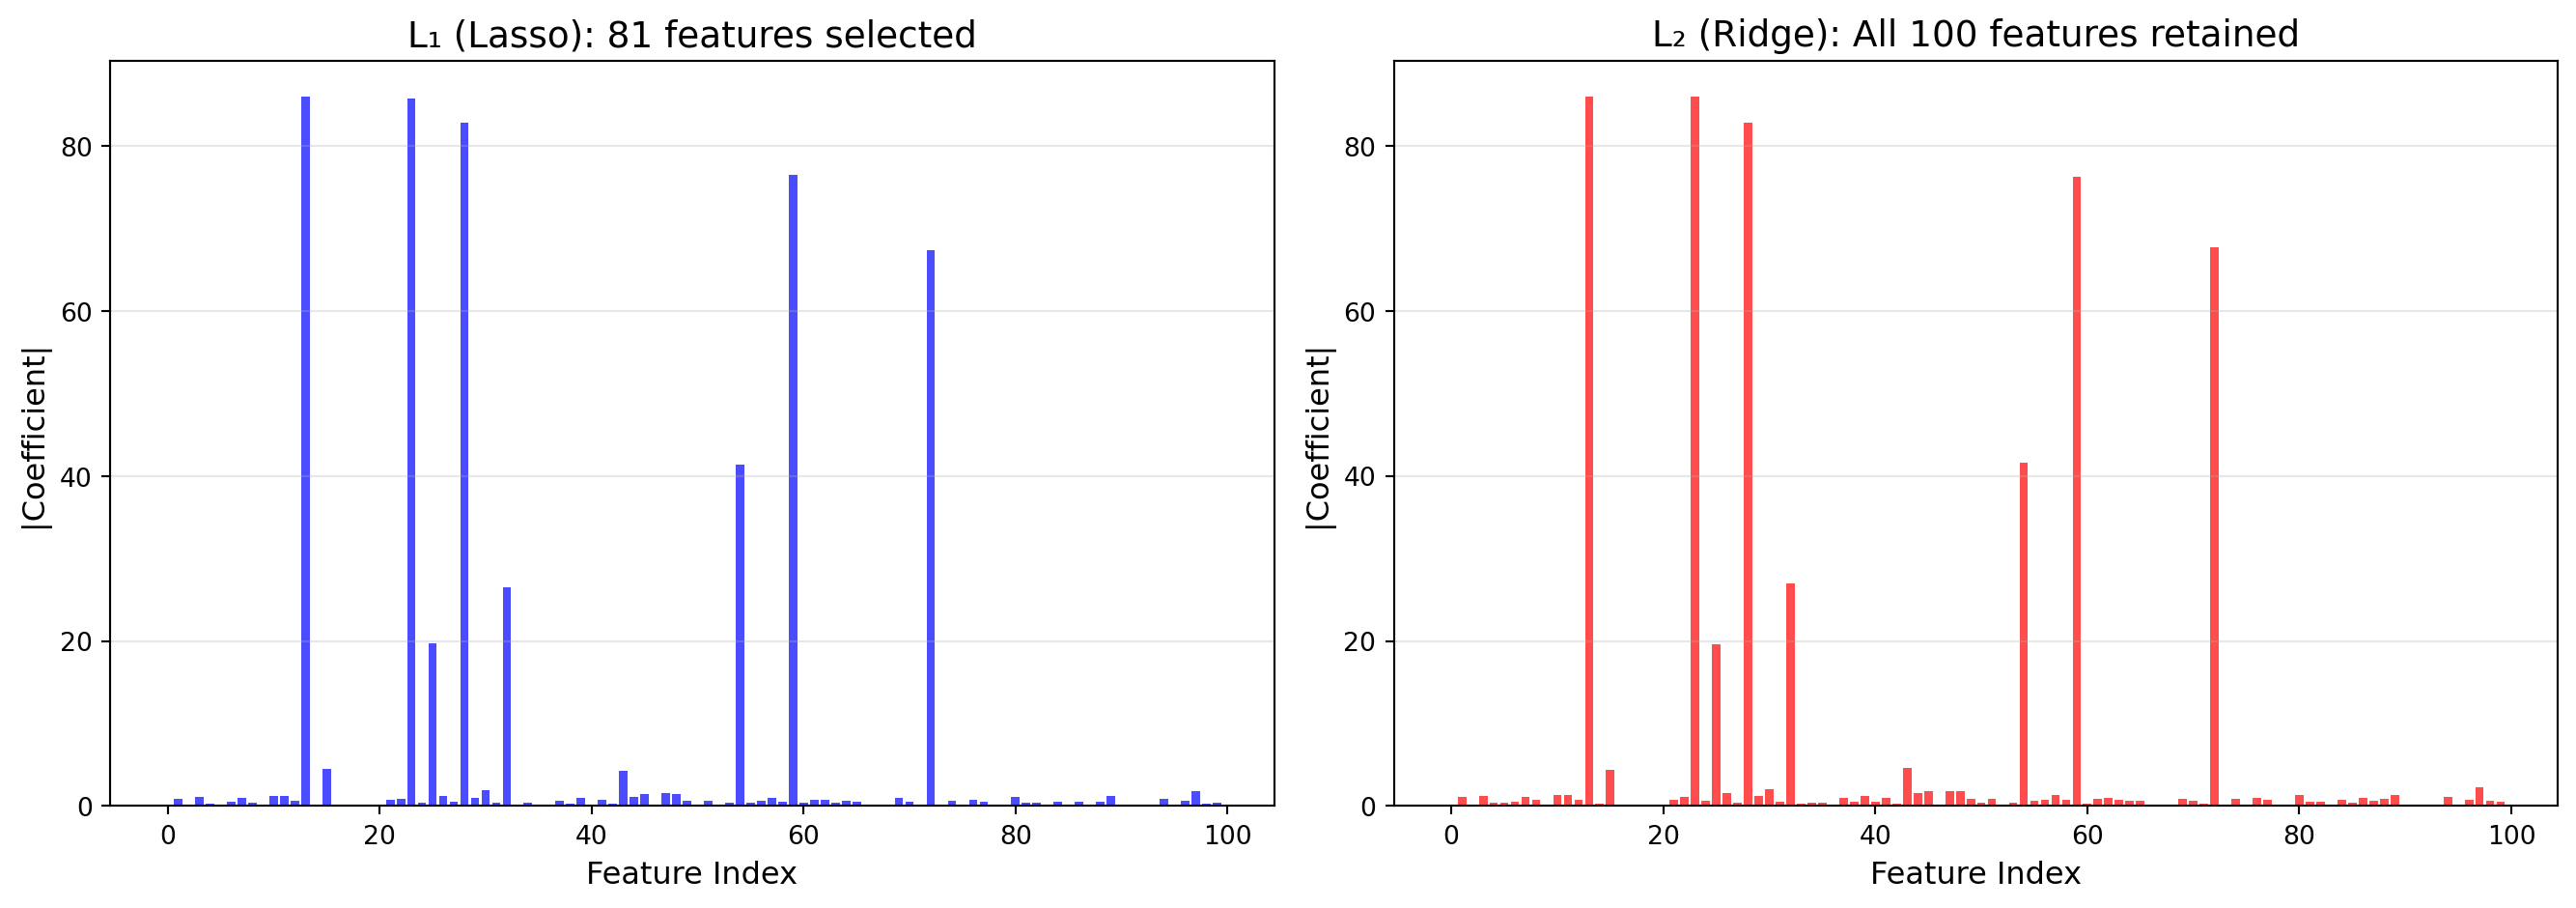 L₁ (Lasso): 81 features selected
|Coefficient|
80
60
40
20
0
0 20 40 60 80 100
Feature Index
L₂ (Ridge): All 100 features retained
|Coefficient|
80
60
40
20
0
0 20 40 60 80 100
Feature Index